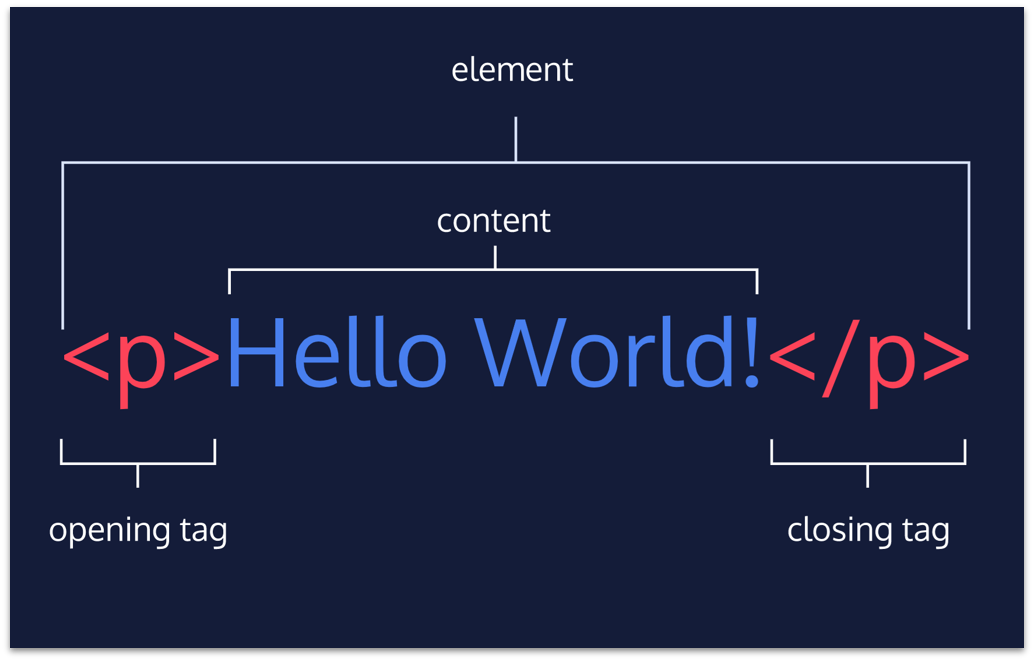 element
content
<p>Hello World!</p>
opening tag
closing tag